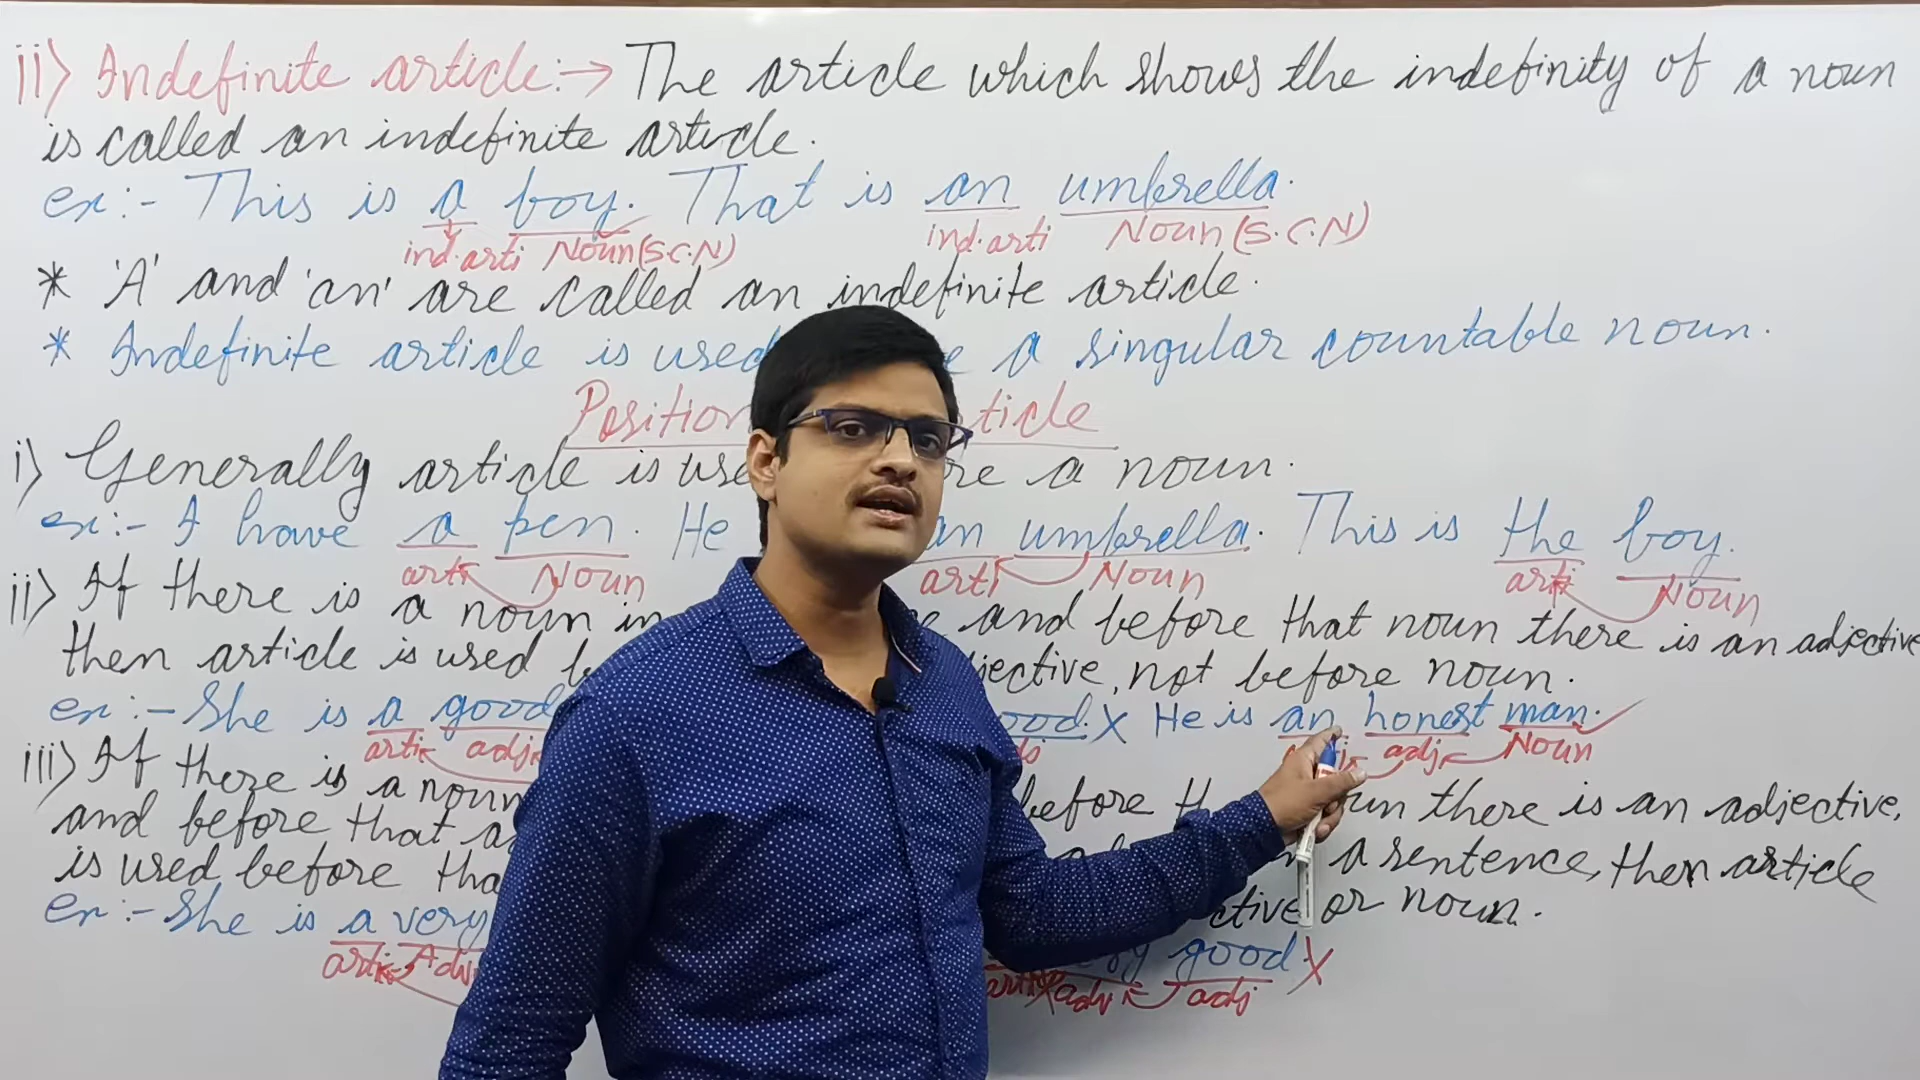 ii) Indefinite article:→ The article which shows the indefinity of a noun
is called an indefinite article.
ex:- This is a boy. That is an umbrella.
ind.arti Noun(S.C.N) ind.arti Noun(S.C.N)
* 'A' and 'an' are called an indefinite article.
* Indefinite article is used a singular countable noun.
Position ticle
i) Generally article is use re a noun.
ex:- I have a pen. He an umbrella. This is the boy.
arti Noun arti Noun arti Noun
ii) If there is a noun in and before that noun there is an adjective
then article is used jective, not before noun.
ex:- She is a good ood. X He is an honest man.
arti adj adj Noun
iii) If there is a noun before un there is an adjective,
and before that a a sentence, then article
is used before tha ctive or noun.
ex:- She is a very good X
arti Adv arti adv adj